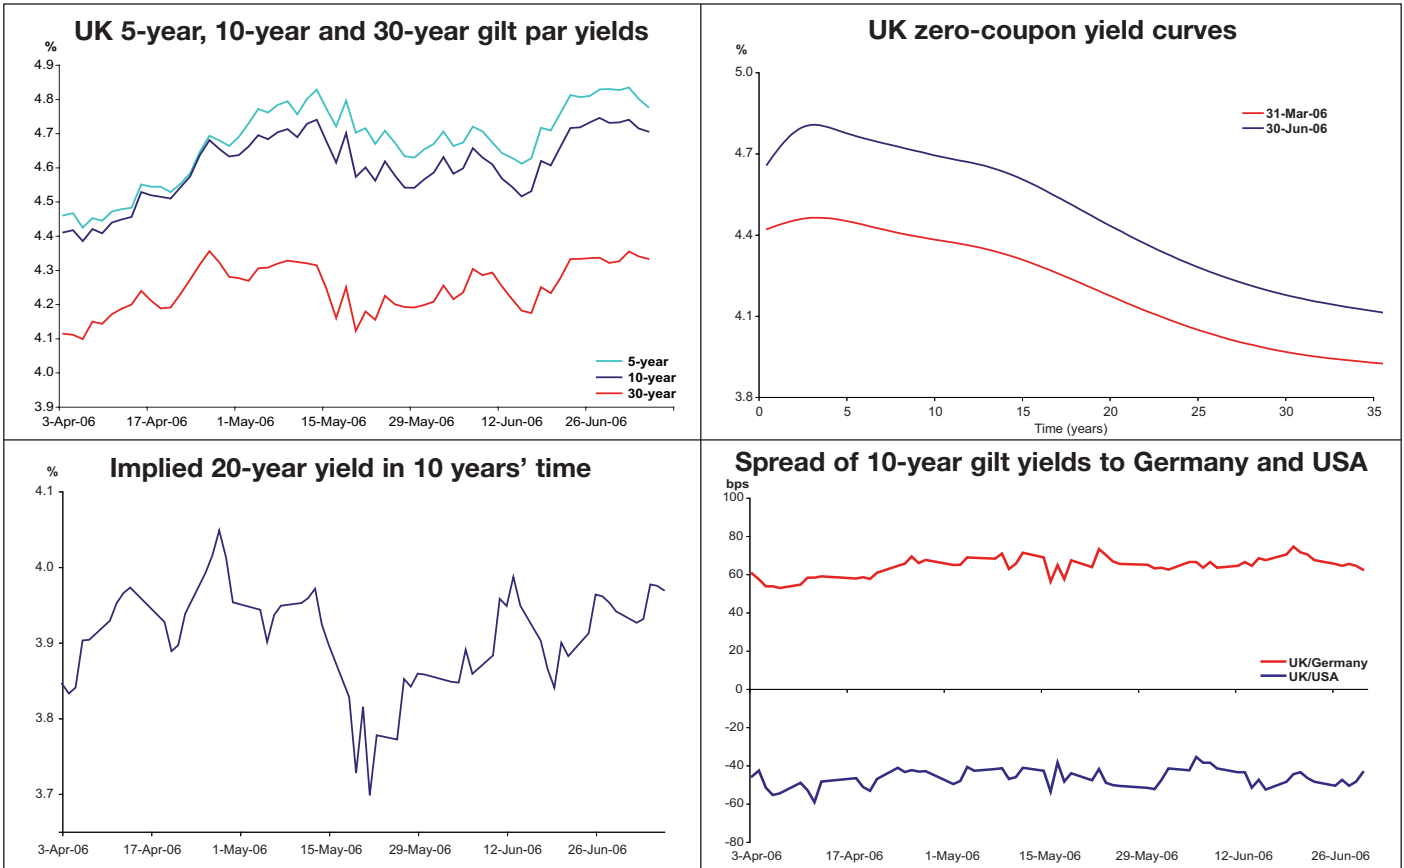 UK 5-year, 10-year and 30-year gilt par yields
%
4.9
4.8
4.7
4.6
4.5
4.4
4.3
4.2
4.1
4.0
3.9
5-year
10-year
30-year
3-Apr-06 17-Apr-06 1-May-06 15-May-06 29-May-06 12-Jun-06 26-Jun-06
UK zero-coupon yield curves
%
5.0
4.7
4.4
4.1
3.8
31-Mar-06
30-Jun-06
0 5 10 15 20 25 30 35
Time (years)
Implied 20-year yield in 10 years’ time
%
4.1
4.0
3.9
3.8
3.7
3-Apr-06 17-Apr-06 1-May-06 15-May-06 29-May-06 12-Jun-06 26-Jun-06
Spread of 10-year gilt yields to Germany and USA
bps
100
80
60
40
20
0
-20
-40
-60
-80
UK/Germany
UK/USA
3-Apr-06 17-Apr-06 1-May-06 15-May-06 29-May-06 12-Jun-06 26-Jun-06